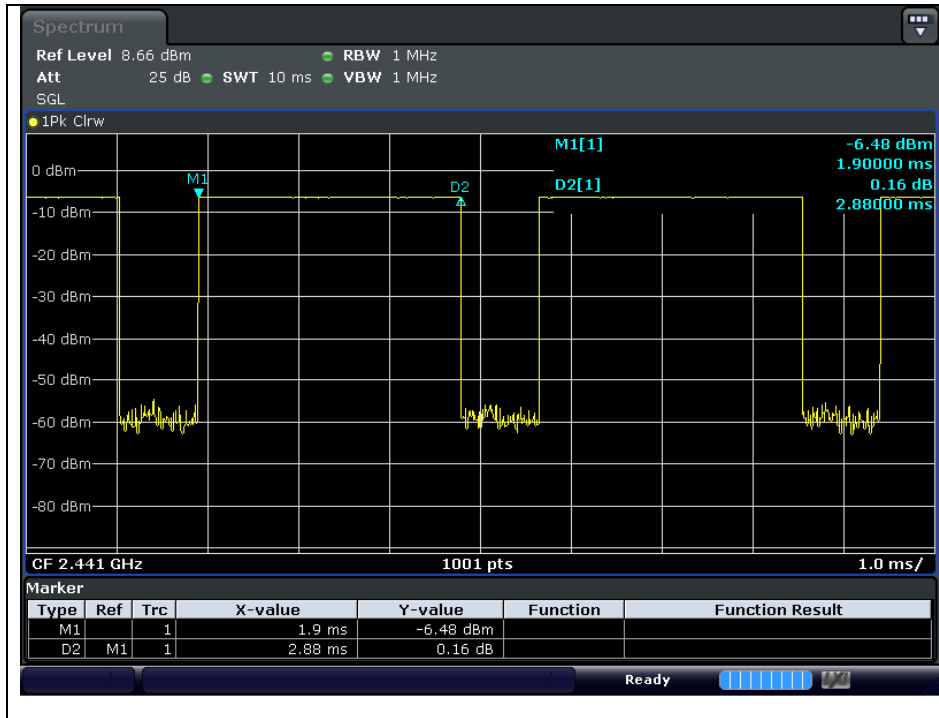 Spectrum
Ref Level 8.66 dBm RBW 1 MHz
Att 25 dB SWT 10 ms VBW 1 MHz
SGL
1Pk Clrw
M1[1] -6.48 dBm
1.90000 ms
D2[1] 0.16 dB
2.88000 ms
M1
D2
0 dBm
-10 dBm
-20 dBm
-30 dBm
-40 dBm
-50 dBm
-60 dBm
-70 dBm
-80 dBm
CF 2.441 GHz 1001 pts 1.0 ms/
Marker
Type Ref Trc X-value Y-value Function Function Result
M1 1 1.9 ms -6.48 dBm
D2 M1 1 2.88 ms 0.16 dB
Ready